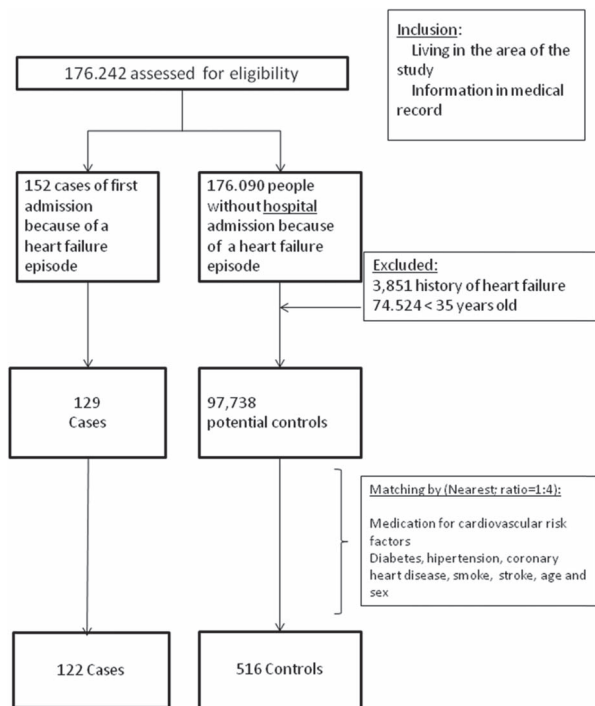 Inclusion:
Living in the area of the
study
Information in medical
record
176.242 assessed for eligibility
152 cases of first
admission
because of a
heart failure
episode
176.090 people
without hospital
admission because
of a heart failure
episode
Excluded:
3,851 history of heart failure
74.524 < 35 years old
129
Cases
97,738
potential controls
Matching by (Nearest; ratio=1:4):
Medication for cardiovascular risk
factors
Diabetes, hipertension, coronary
heart disease, smoke, stroke, age and
sex
122 Cases
516 Controls